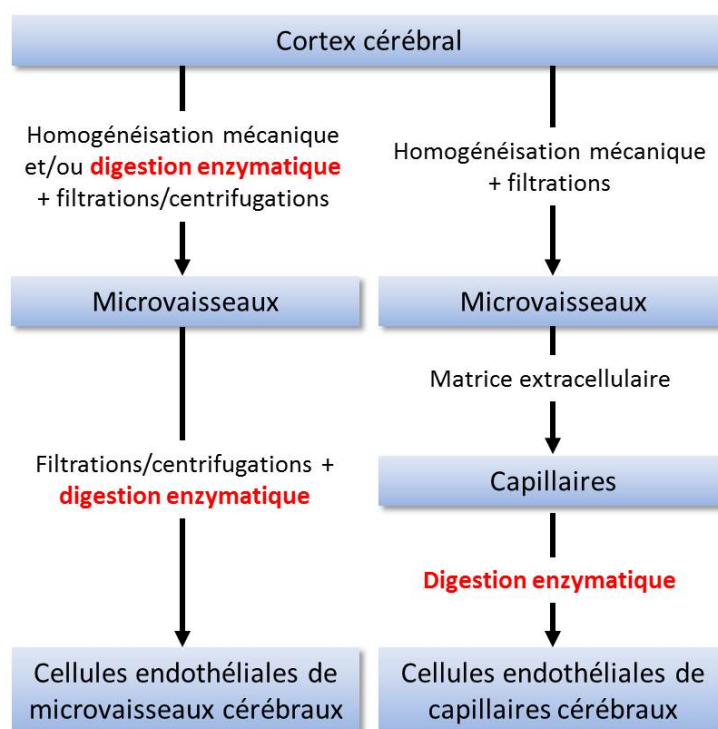 Cortex cérébral
Homogénéisation mécanique
et/ou digestion enzymatique
+ filtrations/centrifugations
Homogénéisation mécanique
+ filtrations
Microvaisseaux
Microvaisseaux
Matrice extracellulaire
Filtrations/centrifugations +
digestion enzymatique
Capillaires
Digestion enzymatique
Cellules endothéliales de
microvaisseaux cérébraux
Cellules endothéliales de
capillaires cérébraux